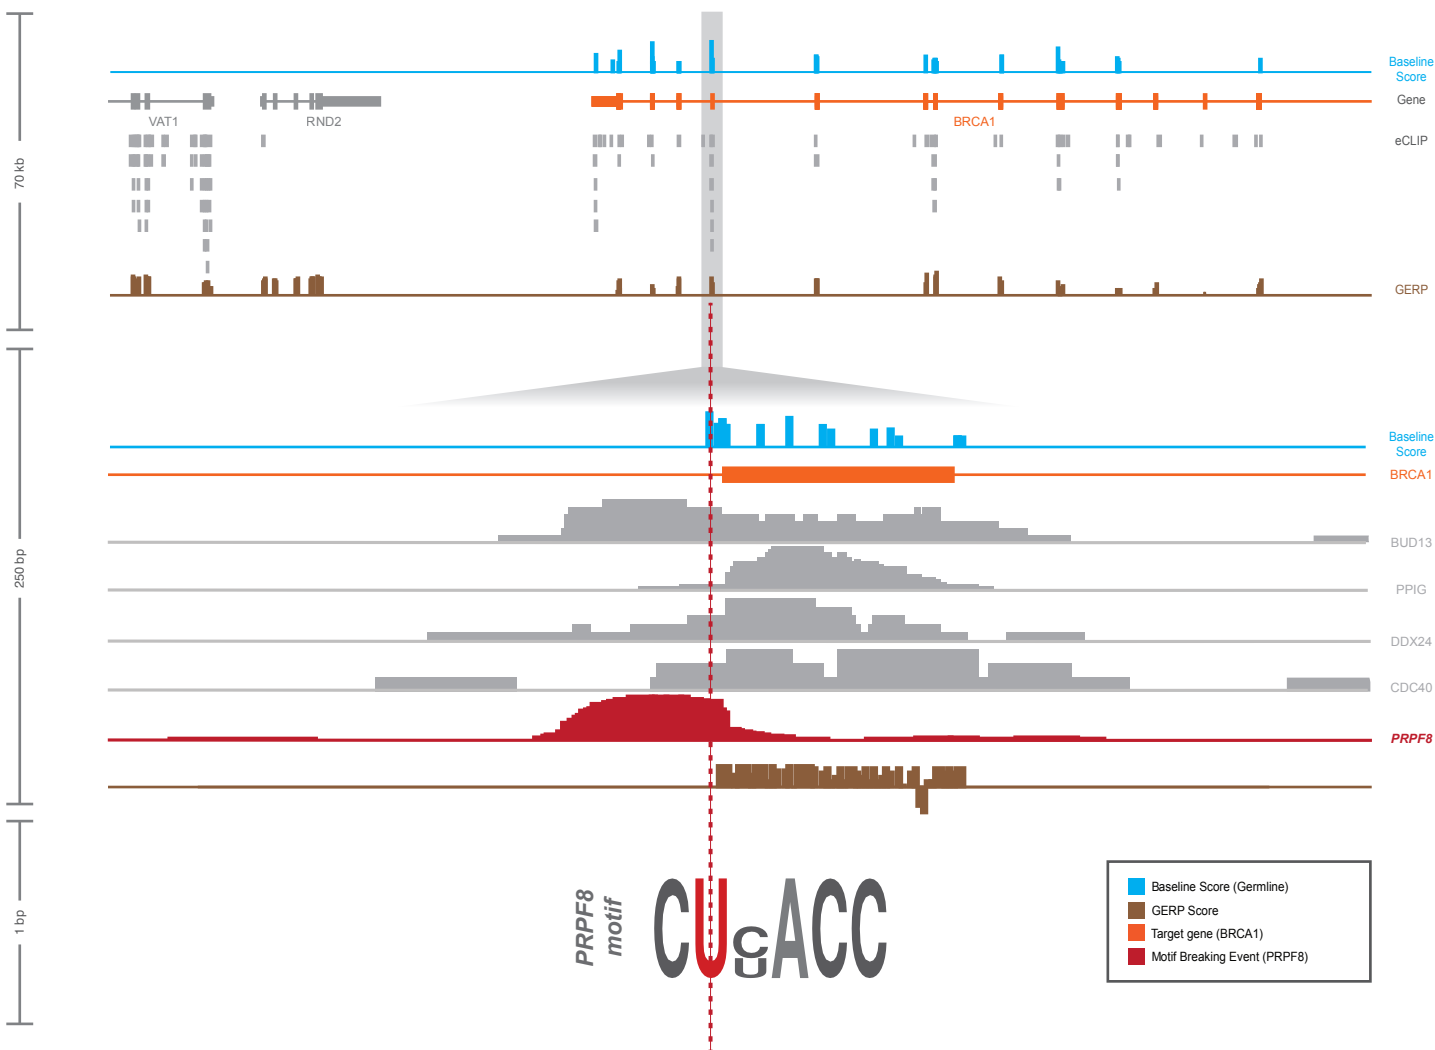 Baseline
Score
Gene
VAT1
RND2
BRCA1
eCLIP
70 kb
GERP
Baseline
Score
BRCA1
BUD13
250 bp
PPIG
DDX24
CDC40
PRPF8
1 bp
PRPF8
motif
CUCUACC
Baseline Score (Germline)
GERP Score
Target gene (BRCA1)
Motif Breaking Event (PRPF8)